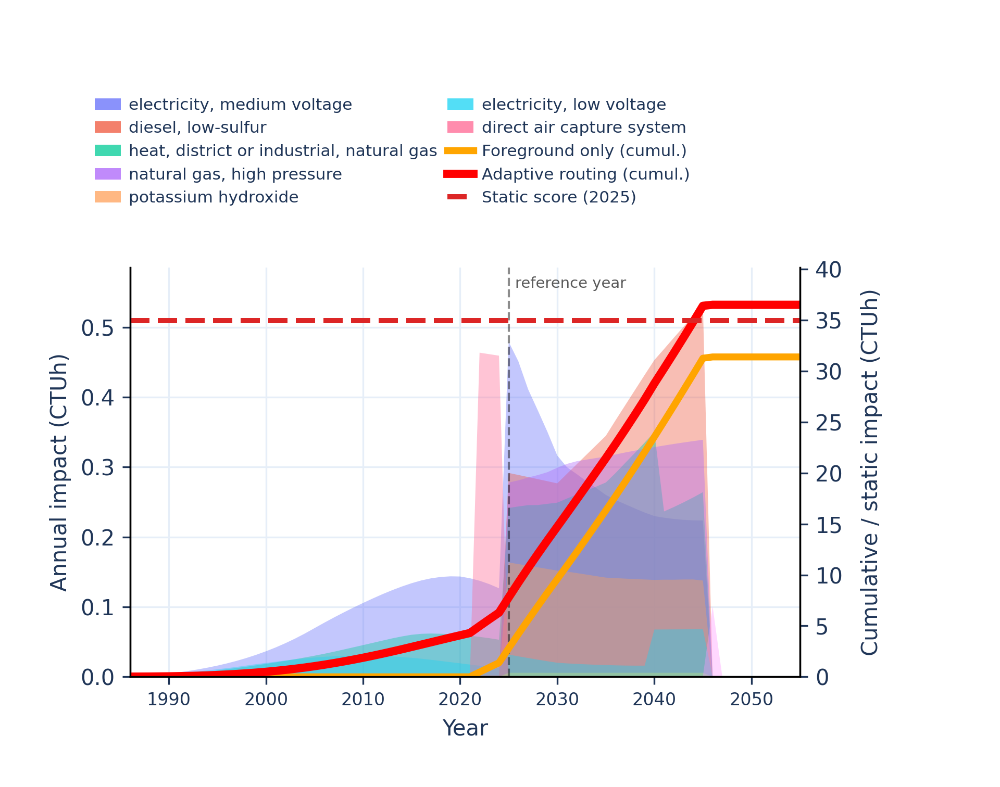 electricity, medium voltage
diesel, low-sulfur
heat, district or industrial, natural gas
natural gas, high pressure
potassium hydroxide
electricity, low voltage
direct air capture system
Foreground only (cumul.)
Adaptive routing (cumul.)
Static score (2025)
reference year
Annual impact (CTUh)
0.5
0.4
0.3
0.2
0.1
0.0
40
35
30
25
20
15
10
5
0
Cumulative / static impact (CTUh)
1990 2000 2010 2020 2030 2040 2050
Year